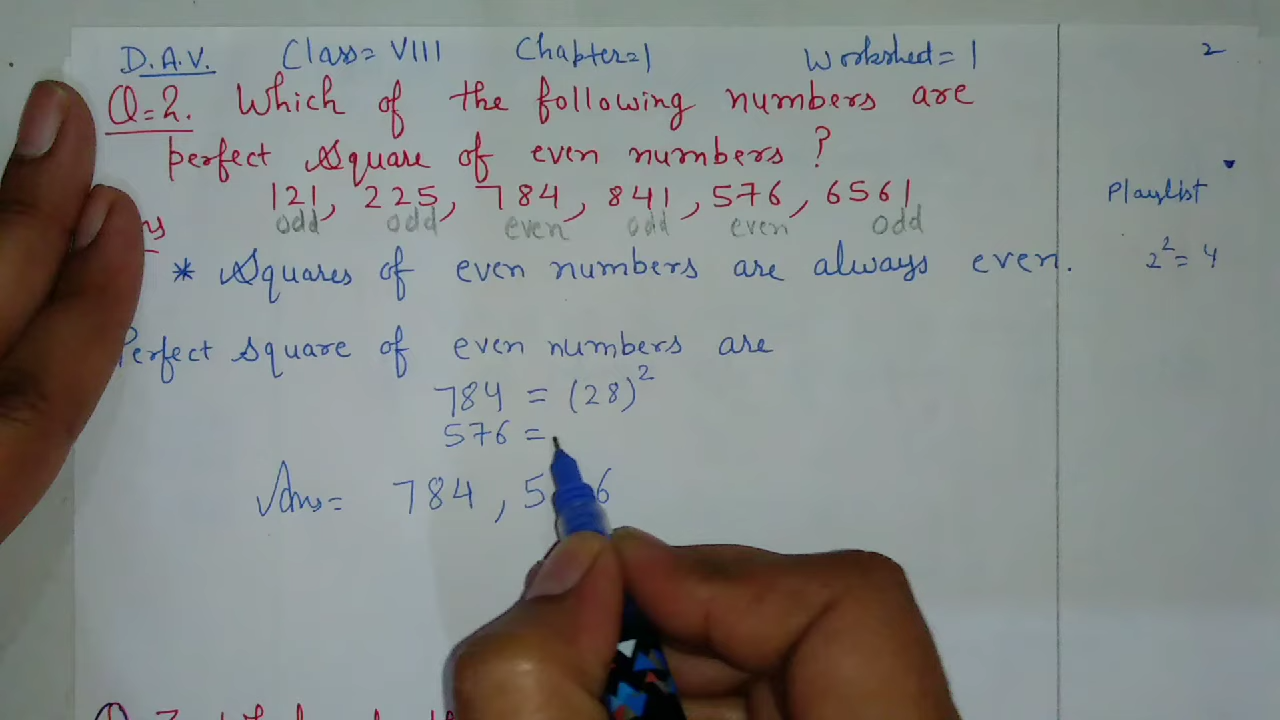 D.A.V. Class= VIII Chapter=1 Worksheet= 1 2
Q=2. Which of the following numbers are
perfect square of even numbers ?
121, 225, 784, 841, 576, 6561
odd odd even odd even odd
Playlist
* Squares of even numbers are always even.
2² = 4
Perfect square of even numbers are
784 = (28)²
576 =
Ans= 784 ,